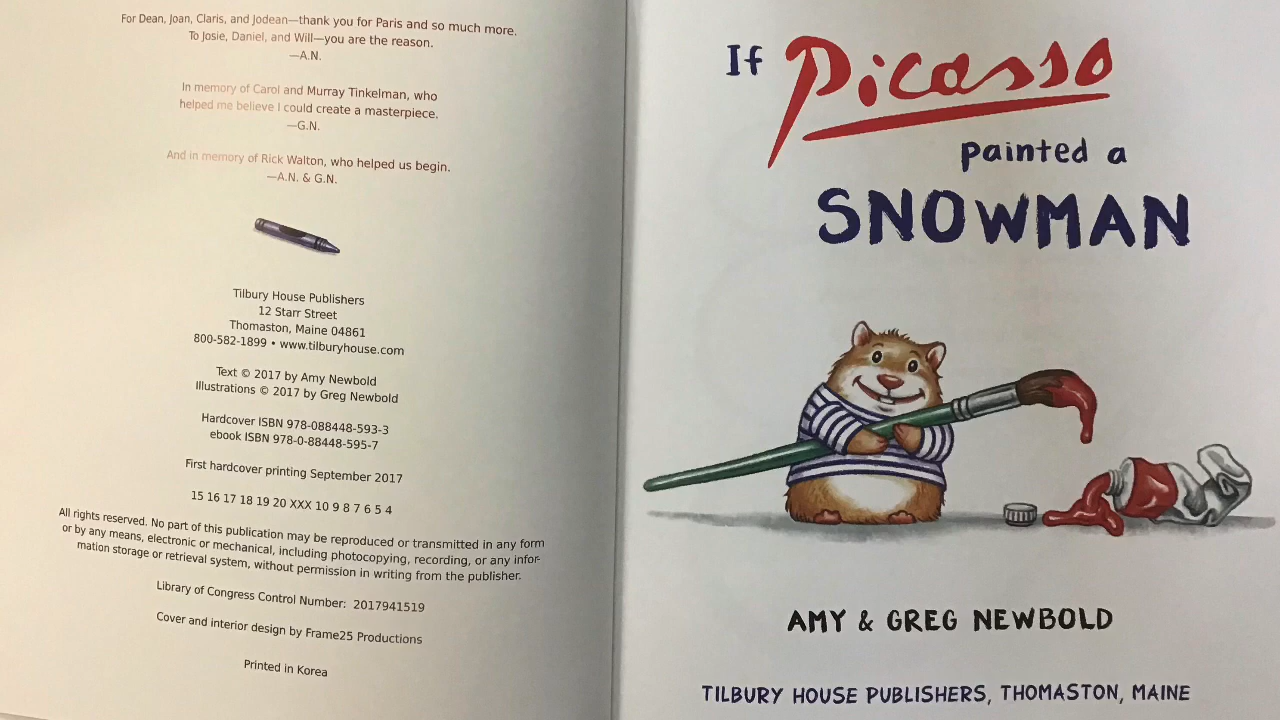 For Dean, Joan, Claris, and Jodean—thank you for Paris and so much more.
To Josie, Daniel, and Will—you are the reason.
—A.N.
In memory of Carol and Murray Tinkelman, who
helped me believe I could create a masterpiece.
—G.N.
And in memory of Rick Walton, who helped us begin.
—A.N. & G.N.
Tilbury House Publishers
12 Starr Street
Thomaston, Maine 04861
800-582-1899 • www.tilburyhouse.com
Text © 2017 by Amy Newbold
Illustrations © 2017 by Greg Newbold
Hardcover ISBN 978-088448-593-3
ebook ISBN 978-0-88448-595-7
First hardcover printing September 2017
15 16 17 18 19 20 XXX 10 9 8 7 6 5 4
All rights reserved. No part of this publication may be reproduced or transmitted in any form
or by any means, electronic or mechanical, including photocopying, recording, or any infor-
mation storage or retrieval system, without permission in writing from the publisher.
Library of Congress Control Number: 2017941519
Cover and interior design by Frame25 Productions
Printed in Korea
If Picasso
painted a
SNOWMAN
AMY & GREG NEWBOLD
TILBURY HOUSE PUBLISHERS, THOMASTON, MAINE